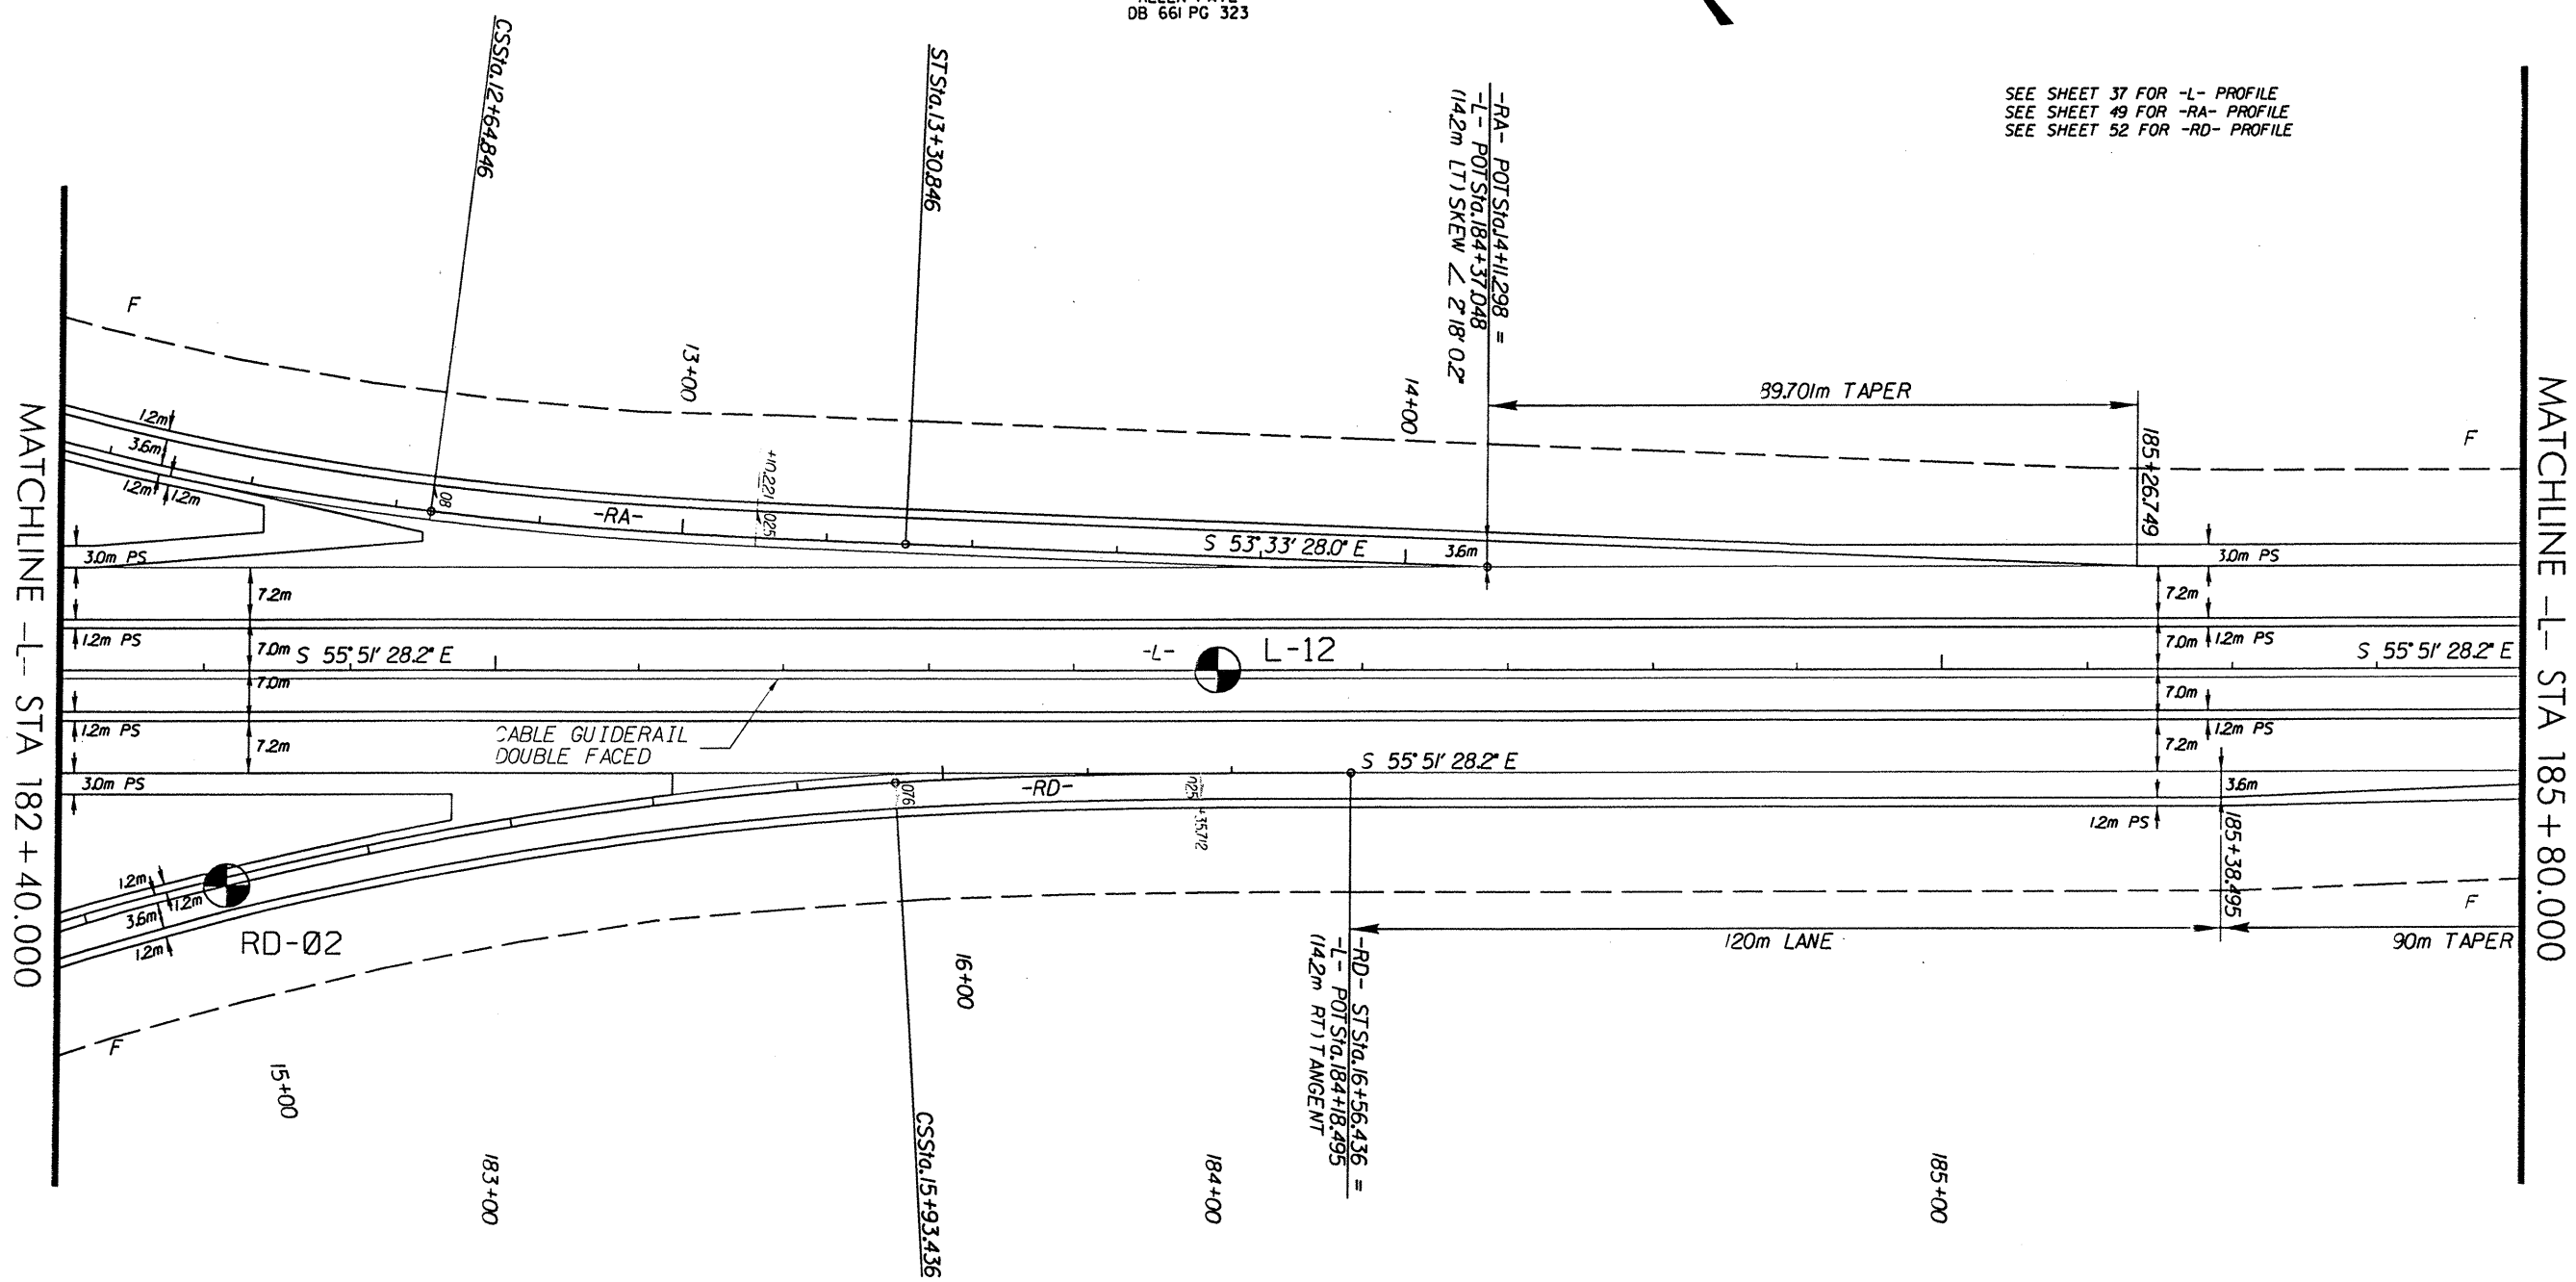 DB 661 PG 323
SEE SHEET 37 FOR -L- PROFILE
SEE SHEET 49 FOR -RA- PROFILE
SEE SHEET 52 FOR -RD- PROFILE
CSSta.12+64.846
STSta.13+30.846
-RA- POTSta.14+11.298 =
-L- POTSta.184+37.048
(14.2m LT) SKEW ∠ 2°18'0.2"
MATCHLINE -L- STA 182+40.000
MATCHLINE -L- STA 185+80.000
F
13+00
14+00
89.701m TAPER
185+26.749
F
1.2m
3.6m
1.2m
1.2m
.08
-RA-
+10.221
.025
S 53°33'28.0" E
3.6m
3.0m PS
3.0m PS
7.2m
7.2m
1.2m PS
7.0m
S 55°51'28.2" E
-L-
L-12
7.0m
1.2m PS
S 55°51'28.2" E
7.0m
7.0m
1.2m PS
7.2m
CABLE GUIDERAIL
DOUBLE FACED
1.2m PS
7.2m
3.0m PS
.076
-RD-
.025
+35.712
S 55°51'28.2" E
3.6m
1.2m PS
185+38.495
1.2m
1.2m
3.6m
1.2m
RD-02
F
F
120m LANE
90m TAPER
15+00
16+00
-RD- STSta.16+56.436 =
-L- POTSta.184+18.495
(14.2m RT) TANGENT
CSSta.15+93.436
183+00
184+00
185+00